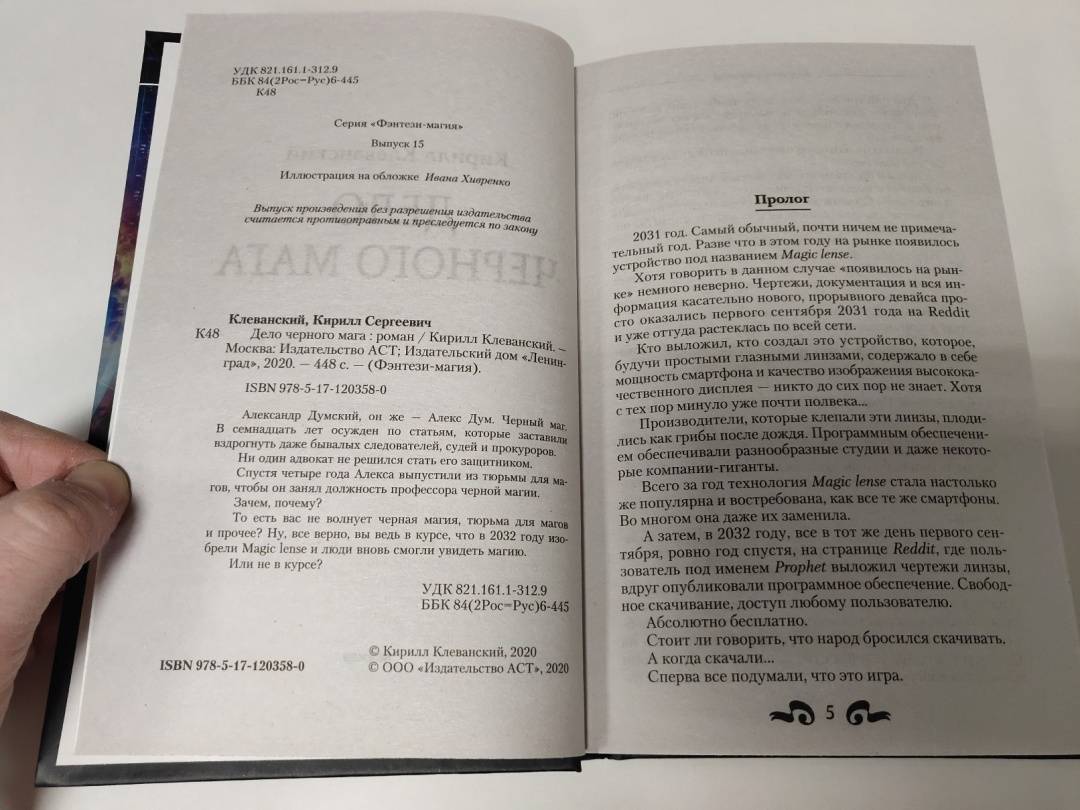 УДК 821.161.1-312.9
ББК 84(2Рос=Рус)6-445
К48
Серия «Фэнтези-магия»
Выпуск 15
Иллюстрация на обложке Ивана Хивренко
Выпуск произведения без разрешения издательства
считается противоправным и преследуется по закону
Клеванский, Кирилл Сергеевич
К48 Дело черного мага : роман / Кирилл Клеванский. —
Москва: Издательство АСТ; Издательский дом «Ленин-
град», 2020. — 448 с. — (Фэнтези-магия).
ISBN 978-5-17-120358-0
Александр Думский, он же — Алекс Дум. Черный маг.
В семнадцать лет осужден по статьям, которые заставили
вздрогнуть даже бывалых следователей, судей и прокуроров.
Ни один адвокат не решился стать его защитником.
Спустя четыре года Алекса выпустили из тюрьмы для ма-
гов, чтобы он занял должность профессора черной магии.
Зачем, почему?
То есть вас не волнует черная магия, тюрьма для магов
и прочее? Ну, все верно, вы ведь в курсе, что в 2032 году изо-
брели Magic lense и люди вновь смогли увидеть магию.
Или не в курсе?
УДК 821.161.1-312.9
ББК 84(2Рос=Рус)6-445
© Кирилл Клеванский, 2020
ISBN 978-5-17-120358-0 © ООО «Издательство АСТ», 2020
Пролог
2031 год. Самый обычный, почти ничем не примеча-
тельный год. Разве что в этом году на рынке появилось
устройство под названием Magic lense.
Хотя говорить в данном случае «появилось на рын-
ке» немного неверно. Чертежи, документация и вся ин-
формация касательно нового, прорывного девайса про-
сто оказались первого сентября 2031 года на Reddit
и уже оттуда растеклась по всей сети.
Кто выложил, кто создал это устройство, которое,
будучи простыми глазными линзами, содержало в себе
мощность смартфона и качество изображения высокока-
чественного дисплея — никто до сих пор не знает. Хотя
с тех пор минуло уже почти полвека...
Производители, которые клепали эти линзы, плоди-
лись как грибы после дождя. Программным обеспечени-
ем обеспечивали разнообразные студии и даже некото-
рые компании-гиганты.
Всего за год технология Magic lense стала настолько
же популярна и востребована, как все те же смартфоны.
Во многом она даже их заменила.
А затем, в 2032 году, все в тот же день первого сен-
тября, ровно год спустя, на странице Reddit, где поль-
зователь под именем Prophet выложил чертежи линзы,
вдруг опубликовали программное обеспечение. Свобод-
ное скачивание, доступ любому пользователю.
Абсолютно бесплатно.
Стоит ли говорить, что народ бросился скачивать.
А когда скачали...
Сперва все подумали, что это игра.
5